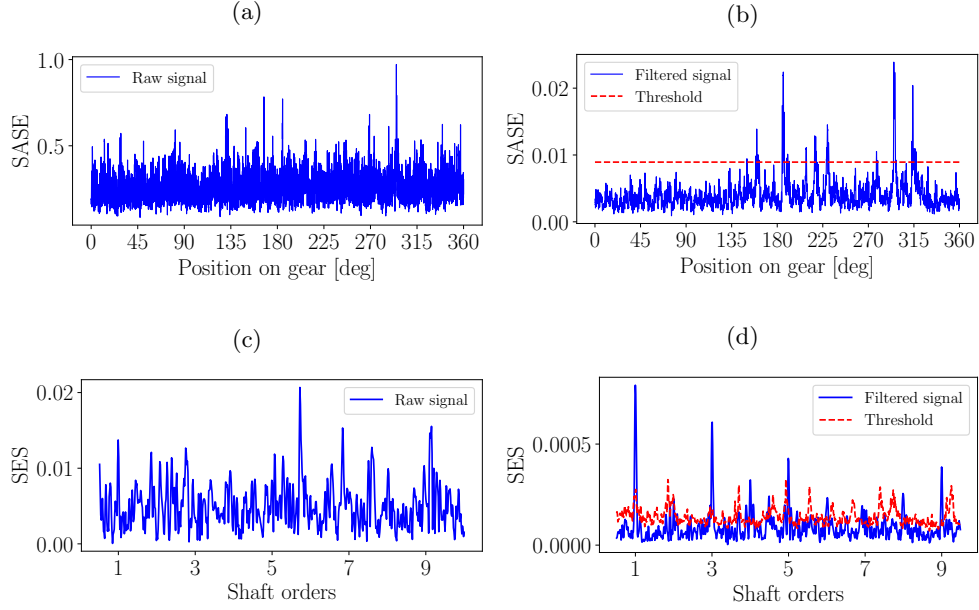 (a)
(b)
1.0
0.5
SASE
Raw signal
0 45 90 135 180 225 270 315 360
Position on gear [deg]
0.02
0.01
0.00
SASE
Filtered signal
Threshold
0 45 90 135 180 225 270 315 360
Position on gear [deg]
(c)
(d)
0.02
0.01
0.00
SES
Raw signal
1 3 5 7 9
Shaft orders
0.0005
0.0000
SES
Filtered signal
Threshold
1 3 5 7 9
Shaft orders